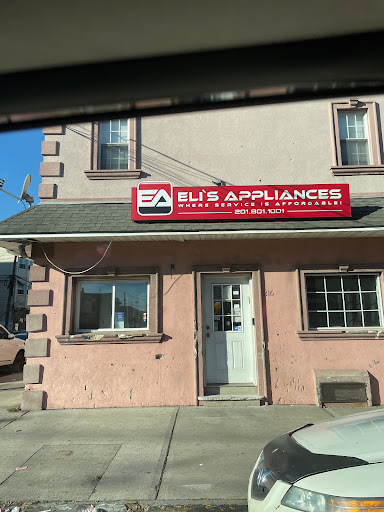 EA ELI'S APPLIANCES
WHERE SERVICE IS AFFORDABLE!
201.801.1001